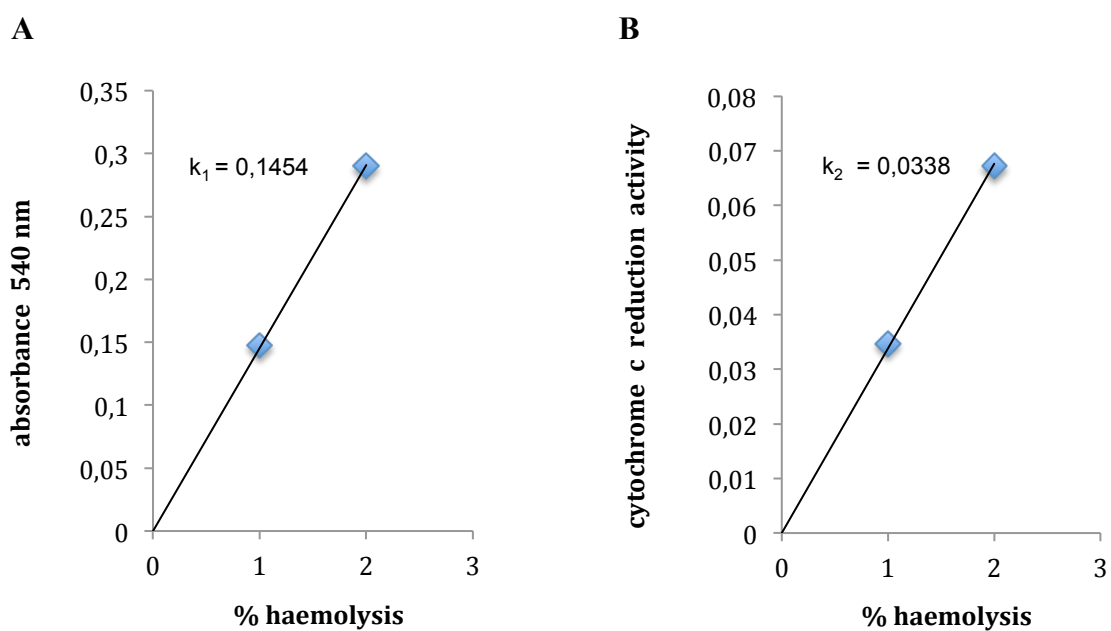 A
absorbance 540 nm
0,35
0,3
0,25
0,2
0,15
0,1
0,05
0
k1 = 0,1454
0 1 2 3
% haemolysis
B
cytochrome c reduction activity
0,08
0,07
0,06
0,05
0,04
0,03
0,02
0,01
0
k2 = 0,0338
0 1 2 3
% haemolysis